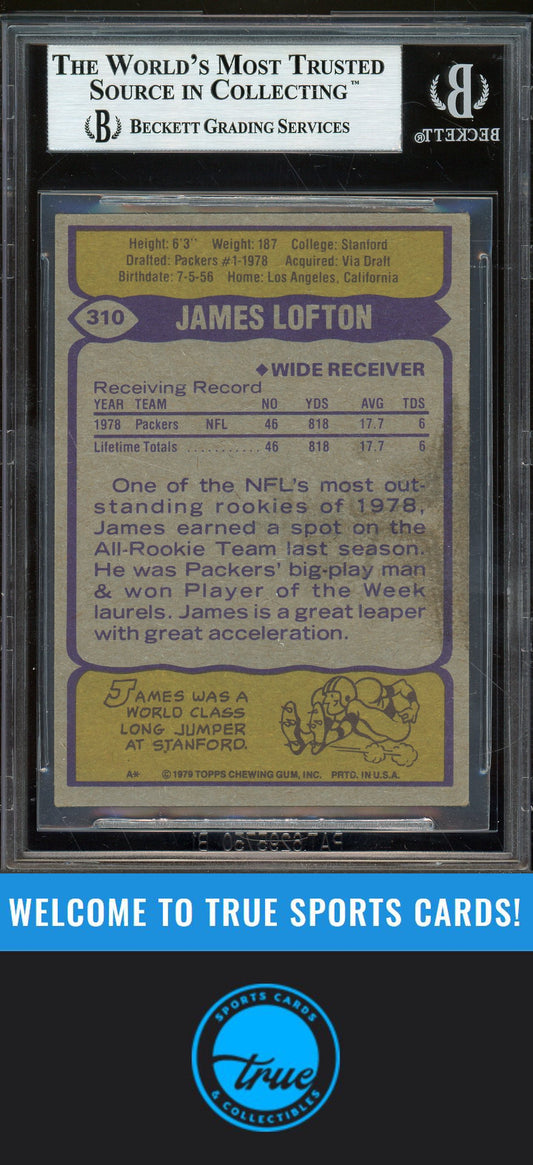 THE WORLD'S MOST TRUSTED
SOURCE IN COLLECTING™
B BECKETT GRADING SERVICES
B
BECKETT®
Height: 6'3" Weight: 187 College: Stanford
Drafted: Packers #1-1978 Acquired: Via Draft
Birthdate: 7-5-56 Home: Los Angeles, California
310 JAMES LOFTON
◆WIDE RECEIVER
Receiving Record
YEAR TEAM NO YDS AVG TDS
1978 Packers NFL 46 818 17.7 6
Lifetime Totals ........... 46 818 17.7 6
One of the NFL's most out-
standing rookies of 1978,
James earned a spot on the
All-Rookie Team last season.
He was Packers' big-play man
& won Player of the Week
laurels. James is a great leaper
with great acceleration.
JAMES WAS A
WORLD CLASS
LONG JUMPER
AT STANFORD.
A* © 1979 TOPPS CHEWING GUM, INC. PRTD. IN U.S.A.
WELCOME TO TRUE SPORTS CARDS!
SPORTS CARDS
true
& COLLECTIBLES